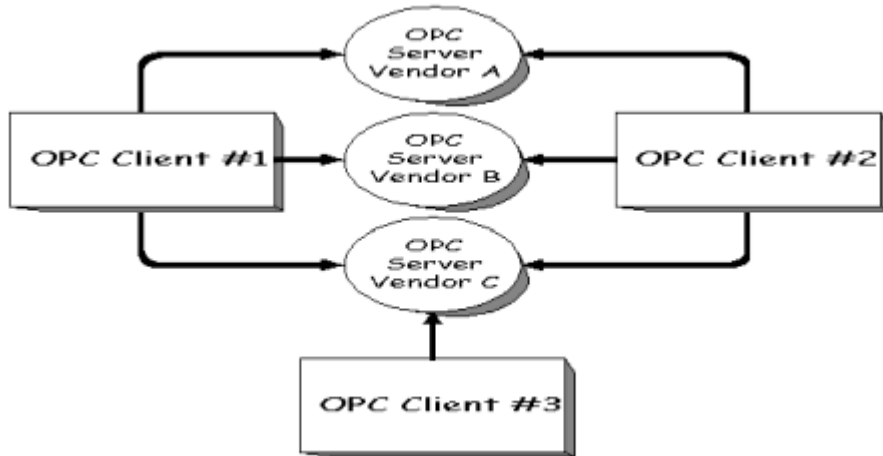 OPC
Server
Vendor A
OPC Client #1
OPC
Server
Vendor B
OPC Client #2
OPC
Server
Vendor C
OPC Client #3